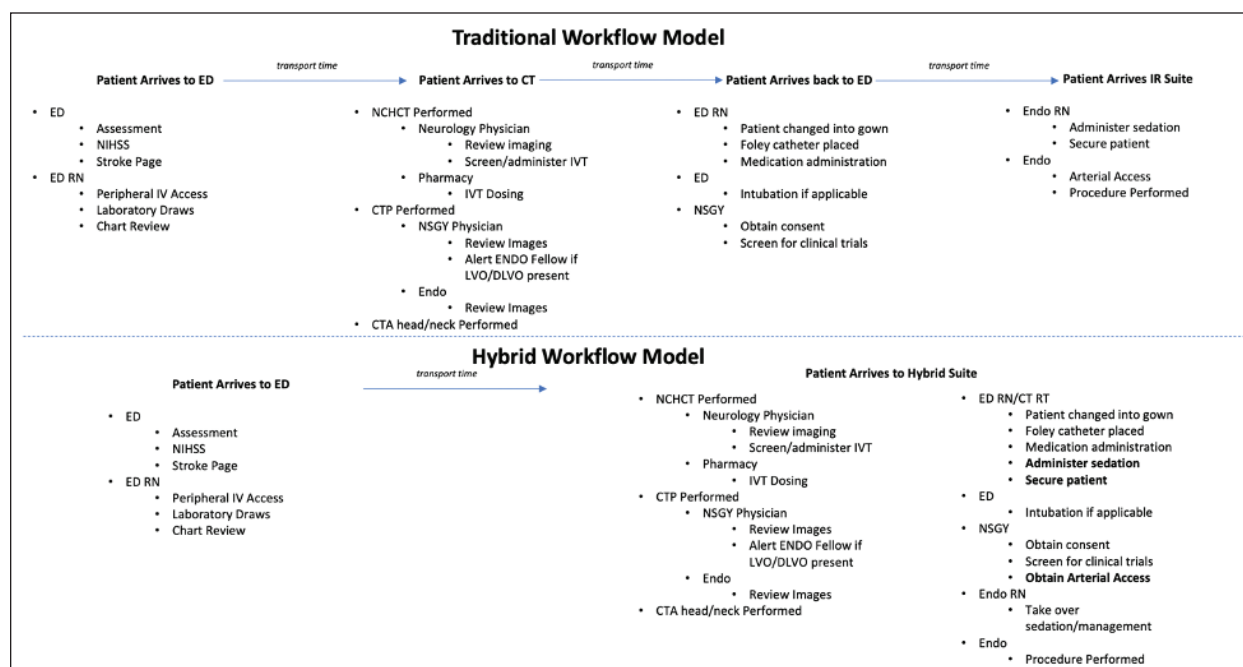 Traditional Workflow Model
Patient Arrives to ED
transport time
Patient Arrives to CT
transport time
Patient Arrives back to ED
transport time
Patient Arrives IR Suite
• ED
• Assessment
• NIHSS
• Stroke Page
• ED RN
• Peripheral IV Access
• Laboratory Draws
• Chart Review
• NCHCT Performed
• Neurology Physician
• Review imaging
• Screen/administer IVT
• Pharmacy
• IVT Dosing
• CTP Performed
• NSGY Physician
• Review Images
• Alert ENDO Fellow if
LVO/DLVO present
• Endo
• Review Images
• CTA head/neck Performed
• ED RN
• Patient changed into gown
• Foley catheter placed
• Medication administration
• ED
• Intubation if applicable
• NSGY
• Obtain consent
• Screen for clinical trials
• Endo RN
• Administer sedation
• Secure patient
• Endo
• Arterial Access
• Procedure Performed
Hybrid Workflow Model
Patient Arrives to ED
transport time
Patient Arrives to Hybrid Suite
• ED
• Assessment
• NIHSS
• Stroke Page
• ED RN
• Peripheral IV Access
• Laboratory Draws
• Chart Review
• NCHCT Performed
• Neurology Physician
• Review imaging
• Screen/administer IVT
• Pharmacy
• IVT Dosing
• CTP Performed
• NSGY Physician
• Review Images
• Alert ENDO Fellow if
LVO/DLVO present
• Endo
• Review Images
• CTA head/neck Performed
• ED RN/CT RT
• Patient changed into gown
• Foley catheter placed
• Medication administration
• Administer sedation
• Secure patient
• ED
• Intubation if applicable
• NSGY
• Obtain consent
• Screen for clinical trials
• Obtain Arterial Access
• Endo RN
• Take over
sedation/management
• Endo
• Procedure Performed